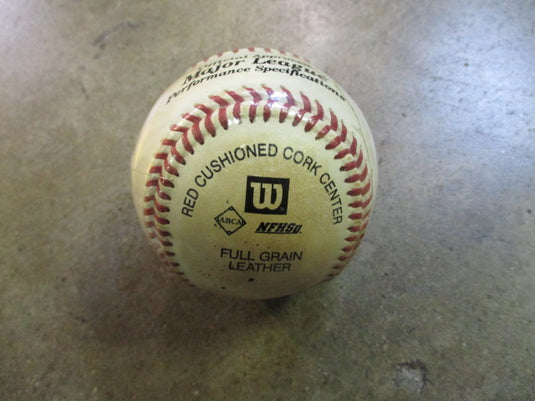 Major League
Performance Specifications
RED CUSHIONED CORK CENTER
W
ABCA
NFHS
FULL GRAIN
LEATHER